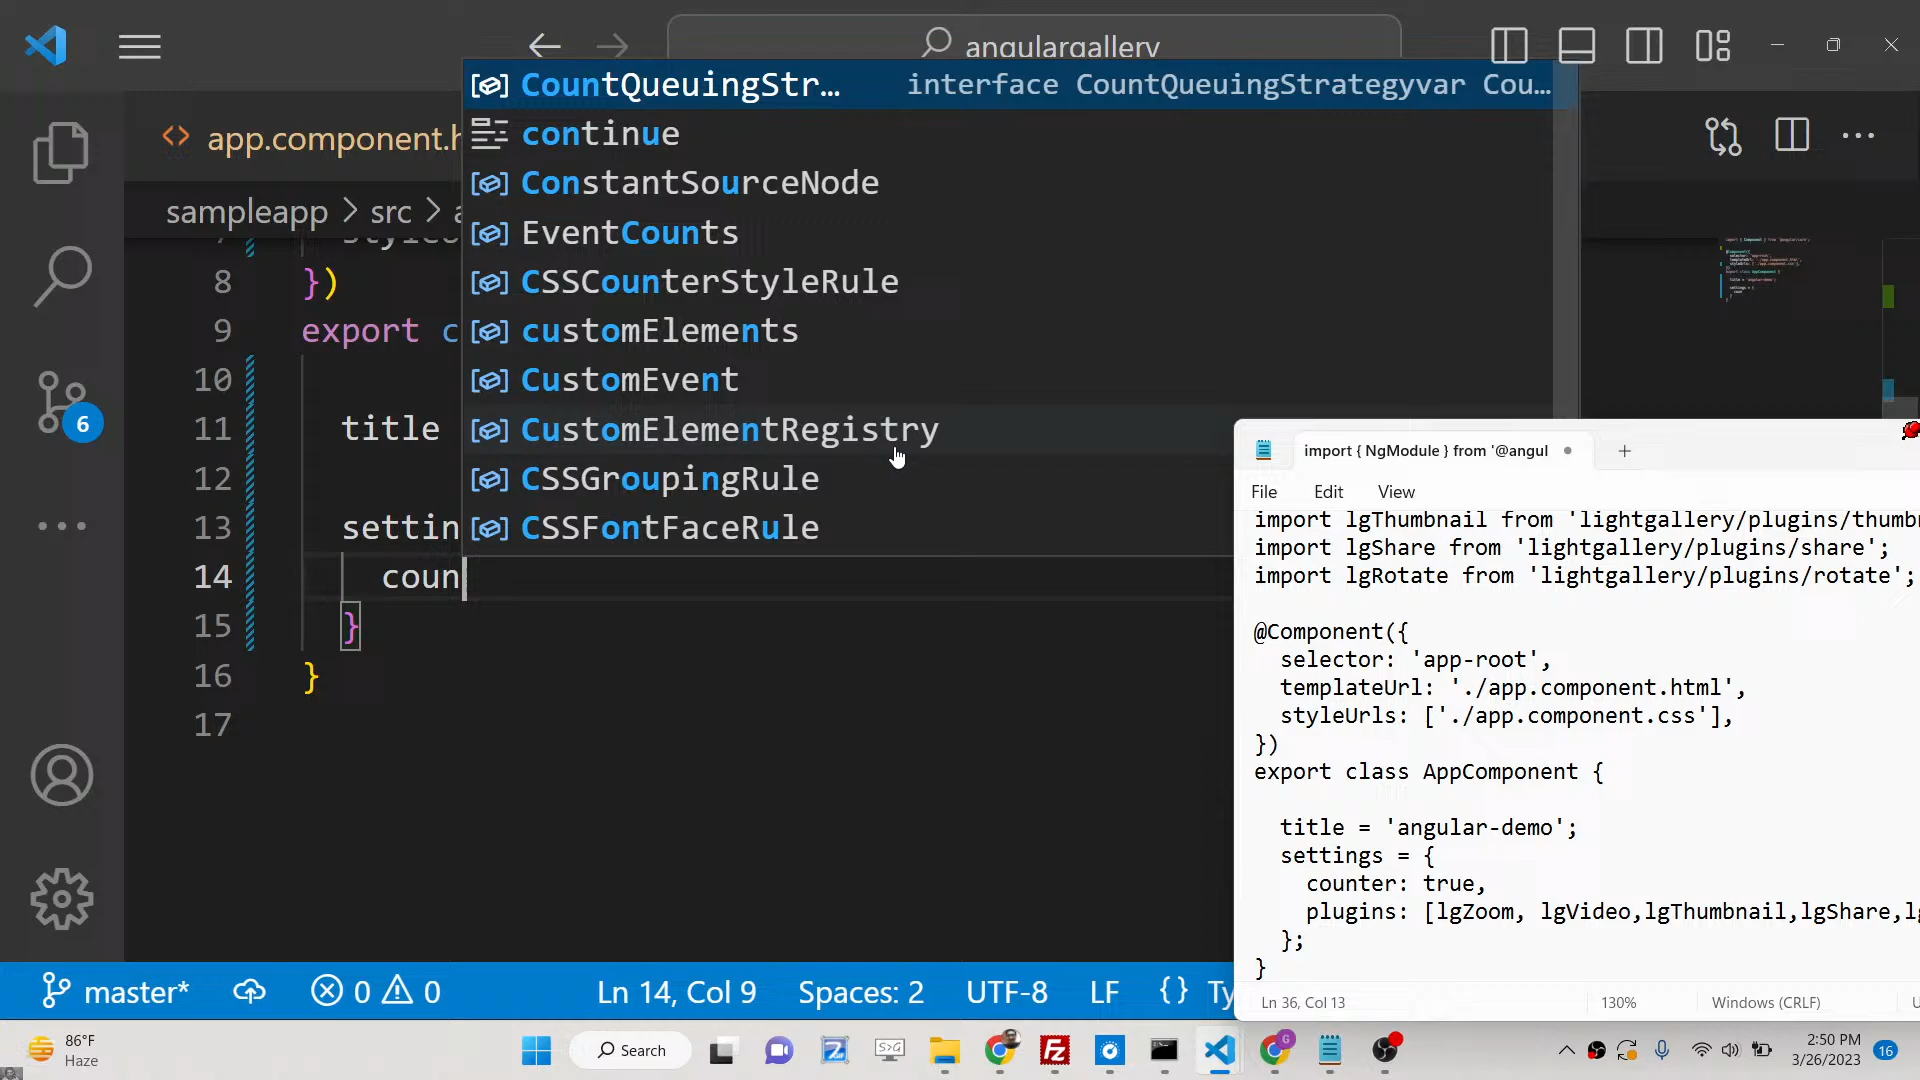 angulargallery
CountQueuingStr… interface CountQueuingStrategyvar Cou…
app.component.h
continue
ConstantSourceNode
sampleapp > src > a
EventCounts
8 })
CSSCounterStyleRule
9 export c
customElements
10
CustomEvent
11 title
CustomElementRegistry
12
CSSGroupingRule
13 settin
CSSFontFaceRule
14 coun
15 }
16 }
17
6
import { NgModule } from '@angul
File Edit View
import lgThumbnail from 'lightgallery/plugins/thumbn
import lgShare from 'lightgallery/plugins/share';
import lgRotate from 'lightgallery/plugins/rotate';
@Component({
selector: 'app-root',
templateUrl: './app.component.html',
styleUrls: ['./app.component.css'],
})
export class AppComponent {
title = 'angular-demo';
settings = {
counter: true,
plugins: [lgZoom, lgVideo,lgThumbnail,lgShare,lg
};
}
Ln 36, Col 13 130% Windows (CRLF) U
master* 0 0 Ln 14, Col 9 Spaces: 2 UTF-8 LF {} Ty
86°F
Haze
Search
2:50 PM
3/26/2023
16